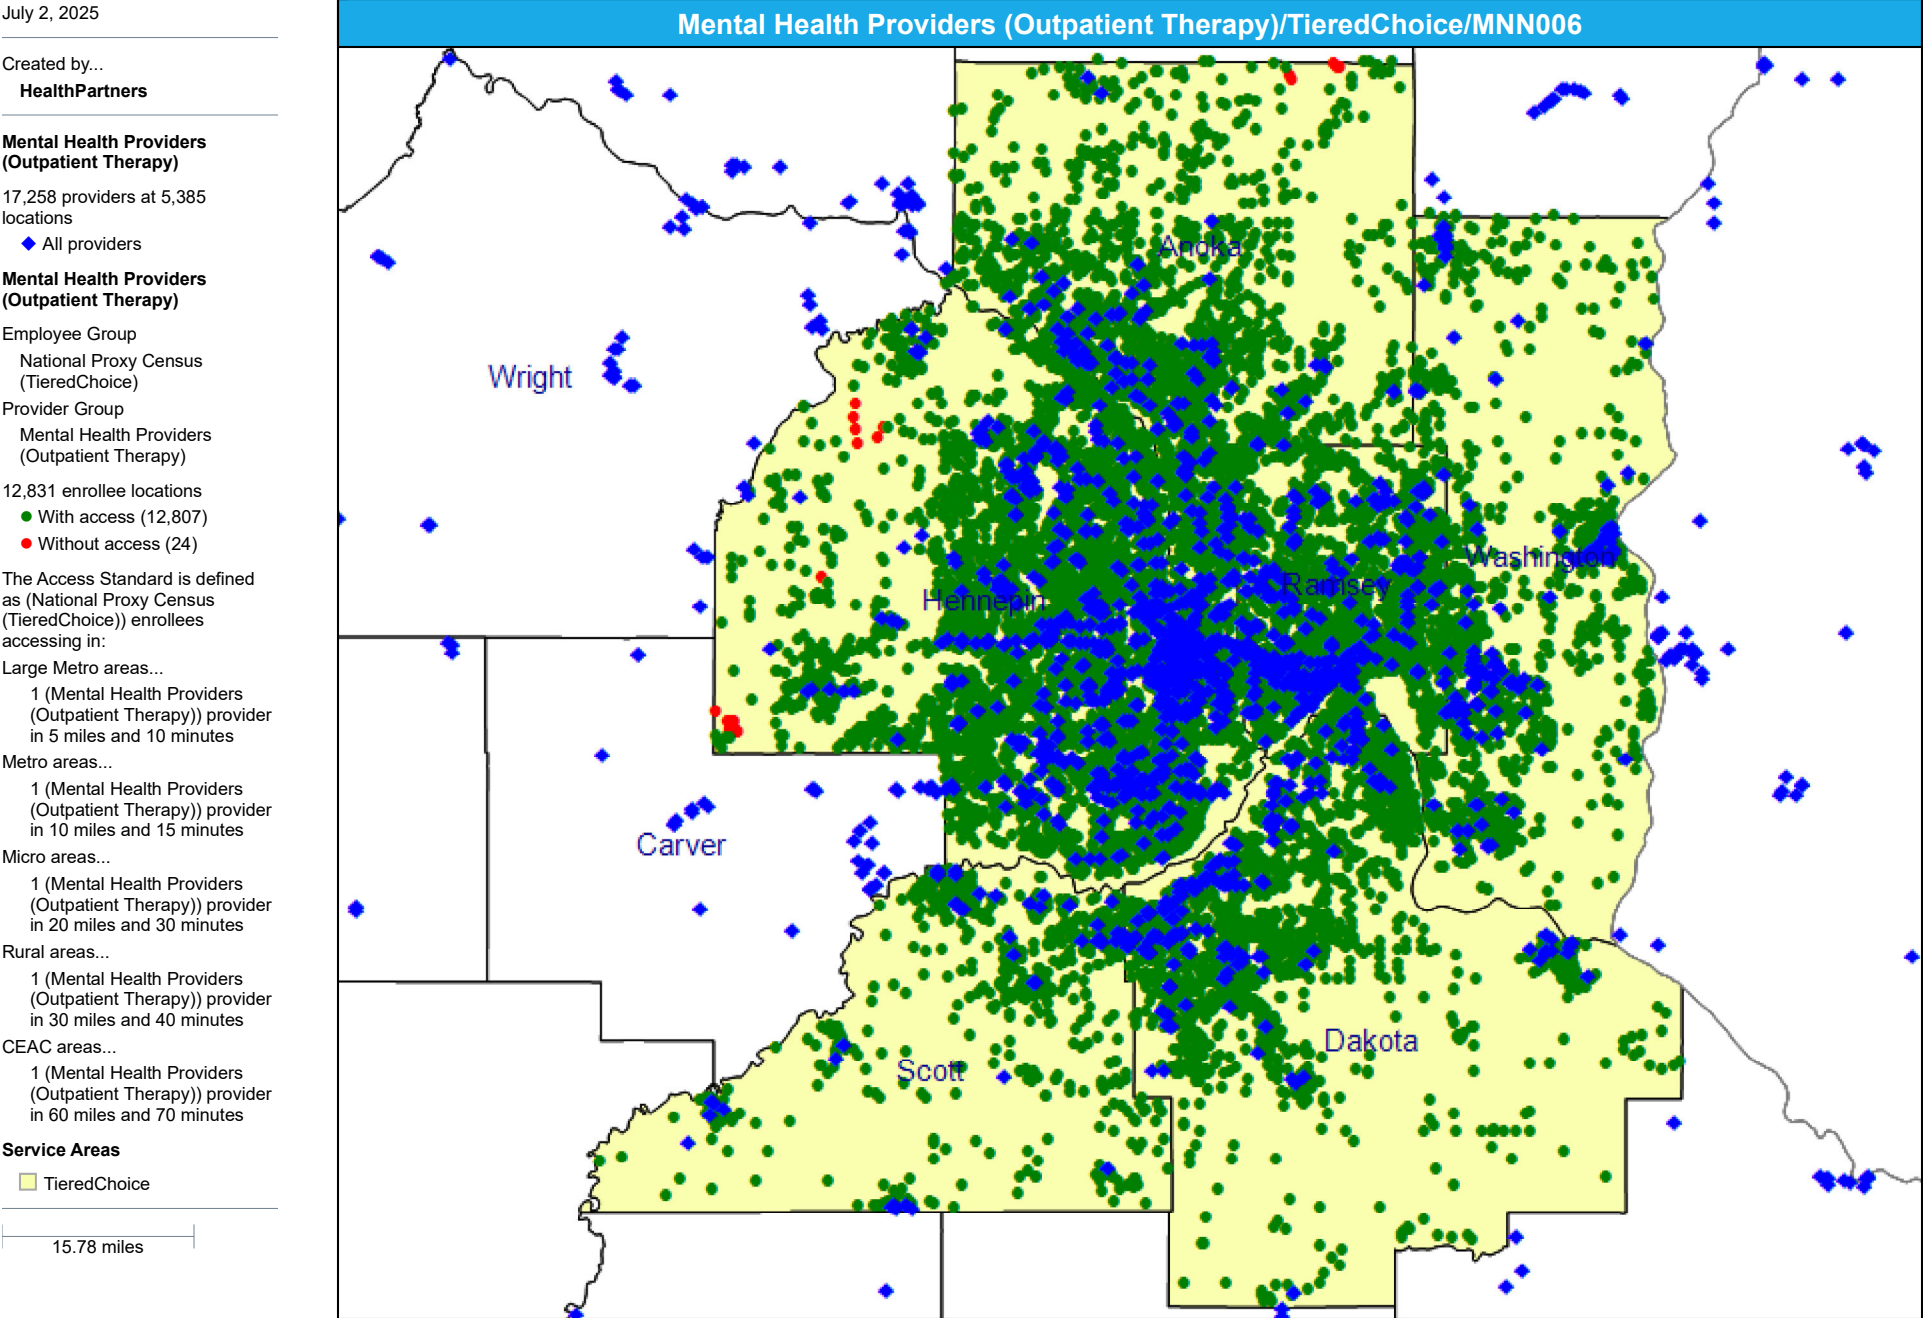 July 2, 2025
Created by...
HealthPartners
Mental Health Providers
(Outpatient Therapy)
17,258 providers at 5,385
locations
All providers
Mental Health Providers
(Outpatient Therapy)
Employee Group
National Proxy Census
(TieredChoice)
Provider Group
Mental Health Providers
(Outpatient Therapy)
12,831 enrollee locations
With access (12,807)
Without access (24)
The Access Standard is defined
as (National Proxy Census
(TieredChoice)) enrollees
accessing in:
Large Metro areas...
1 (Mental Health Providers
(Outpatient Therapy)) provider
in 5 miles and 10 minutes
Metro areas...
1 (Mental Health Providers
(Outpatient Therapy)) provider
in 10 miles and 15 minutes
Micro areas...
1 (Mental Health Providers
(Outpatient Therapy)) provider
in 20 miles and 30 minutes
Rural areas...
1 (Mental Health Providers
(Outpatient Therapy)) provider
in 30 miles and 40 minutes
CEAC areas...
1 (Mental Health Providers
(Outpatient Therapy)) provider
in 60 miles and 70 minutes
Service Areas
TieredChoice
15.78 miles
Mental Health Providers (Outpatient Therapy)/TieredChoice/MNN006
Anoka
Wright
Washington
Ramsey
Hennepin
Carver
Dakota
Scott